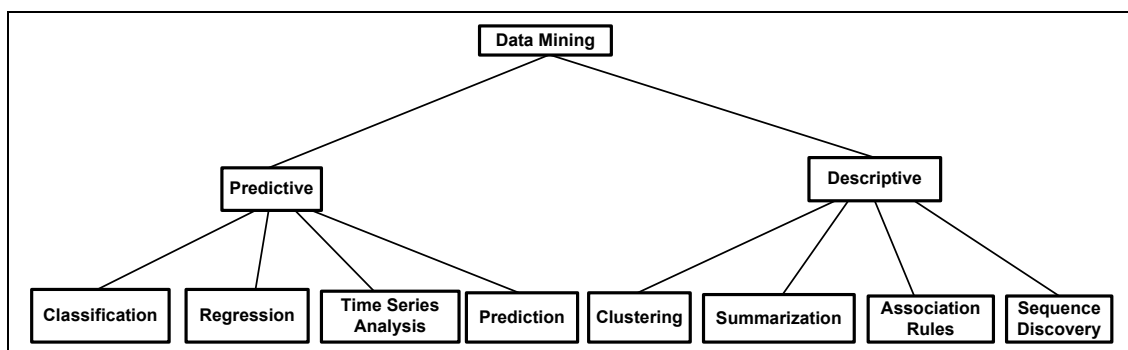 Data Mining
Predictive
Descriptive
Classification
Regression
Time Series
Analysis
Prediction
Clustering
Summarization
Association
Rules
Sequence
Discovery